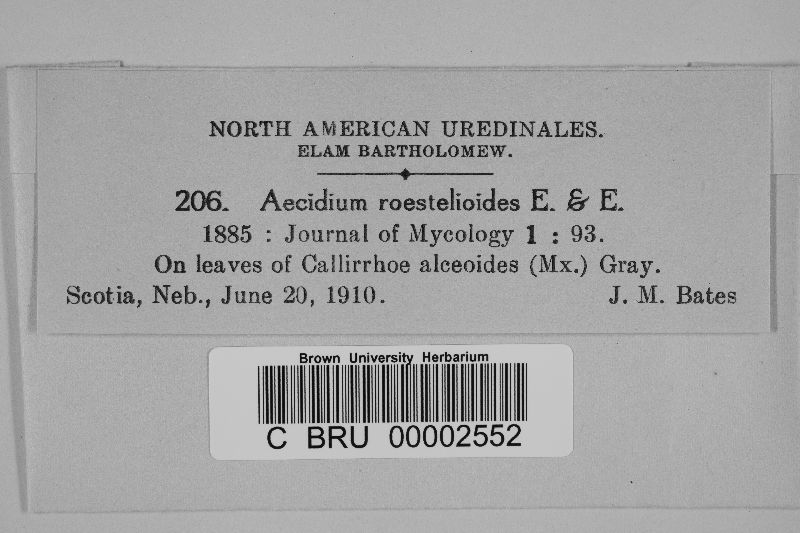 NORTH AMERICAN UREDINALES.
ELAM BARTHOLOMEW.
206. Aecidium roestelioides E. & E.
1885 : Journal of Mycology 1 : 93.
On leaves of Callirrhoe alceoides (Mx.) Gray.
Scotia, Neb., June 20, 1910. J. M. Bates
Brown University Herbarium
C BRU 00002552